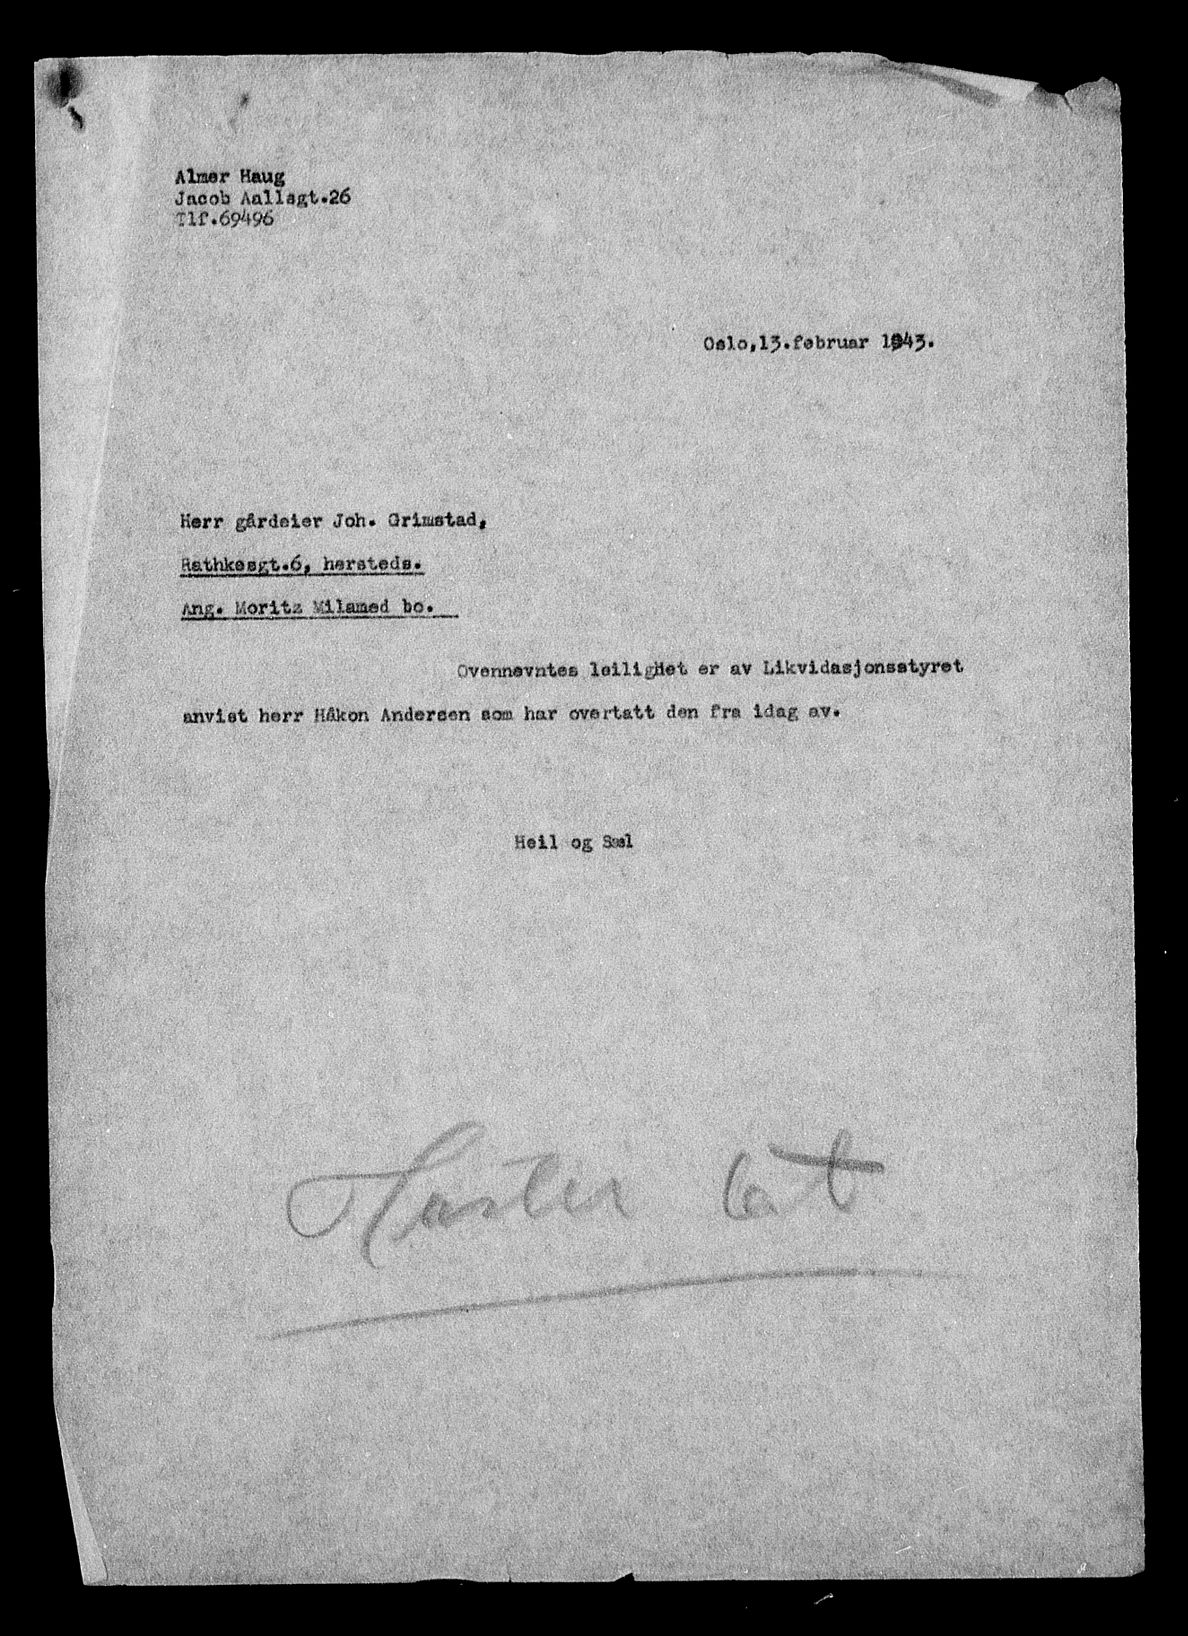 Almer Haug
Jacob Aallsgt.26
Tlf.69496
Oslo,13.februar 1943.
Herr gårdeier Joh. Grimstad,
Rathkesgt.6, hersteds.
Ang. Moritz Milamed bo.
Ovennevntes leilighet er av Likvidasjonsstyret
anvist herr Håkon Andersen som har overtatt den fra idag av.
Heil og Sæl
Haster